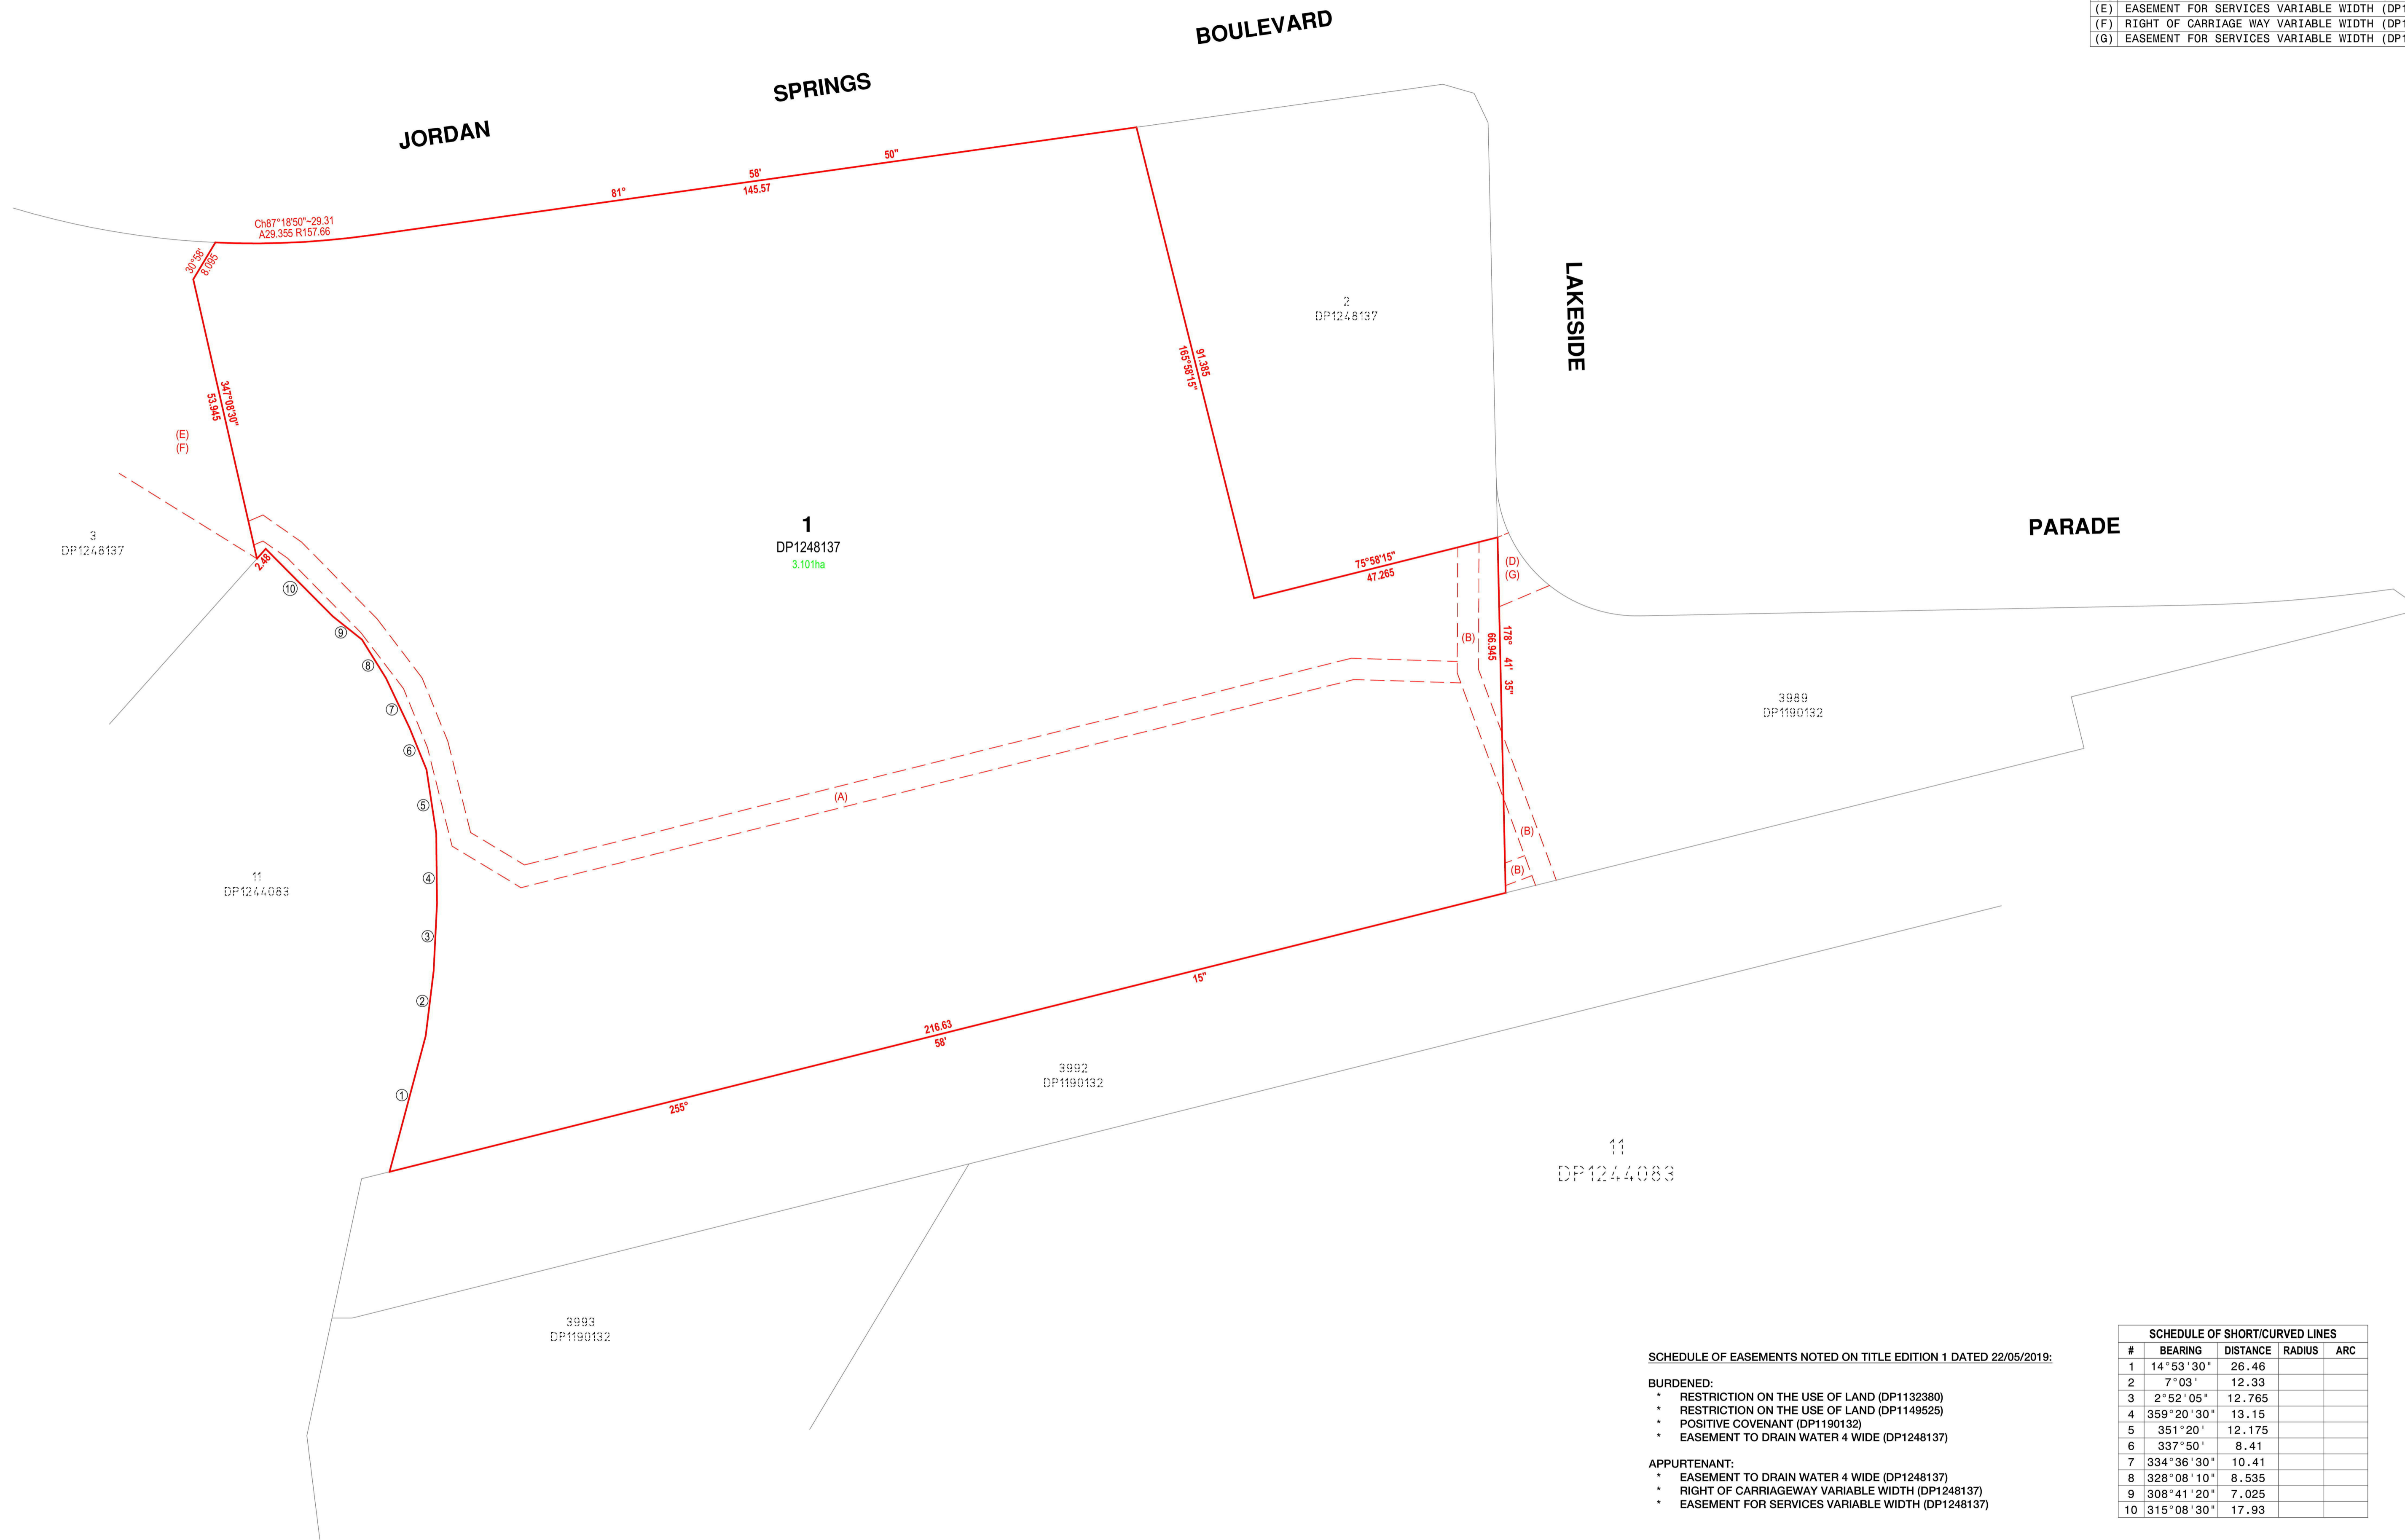 (E) EASEMENT FOR SERVICES VARIABLE WIDTH
(F) RIGHT OF CARRIAGE WAY VARIABLE WIDTH
(G) EASEMENT FOR SERVICES VARIABLE WIDTH
JORDAN
SPRINGS
BOULEVARD
81°
58'
50"
145.57
Ch87°18'50"~29.31
A29.355 R157.66
30°58'
8.095
347°08'30"
53.945
(E)
(F)
3
DP1248137
2.48
1
DP1248137
3.101ha
2
DP1248137
165°58'15"
91.385
LAKESIDE
PARADE
75°58'15"
47.265
(D)
(G)
(B)
66.945
178° 41' 35"
3989
DP1190132
(A)
(B)
(B)
10
9
8
7
6
5
4
3
2
1
11
DP1244083
255°
216.63
58'
15"
3992
DP1190132
11
DP1244083
3993
DP1190132
SCHEDULE OF EASEMENTS NOTED ON TITLE EDITION 1 DATED 22/05/2019:
BURDENED:
* RESTRICTION ON THE USE OF LAND (DP1132380)
* RESTRICTION ON THE USE OF LAND (DP1149525)
* POSITIVE COVENANT (DP1190132)
* EASEMENT TO DRAIN WATER 4 WIDE (DP1248137)
APPURTENANT:
* EASEMENT TO DRAIN WATER 4 WIDE (DP1248137)
* RIGHT OF CARRIAGEWAY VARIABLE WIDTH (DP1248137)
* EASEMENT FOR SERVICES VARIABLE WIDTH (DP1248137)
SCHEDULE OF SHORT/CURVED LINES
# BEARING DISTANCE RADIUS ARC
1 14°53'30" 26.46
2 7°03' 12.33
3 2°52'05" 12.765
4 359°20'30" 13.15
5 351°20' 12.175
6 337°50' 8.41
7 334°36'30" 10.41
8 328°08'10" 8.535
9 308°41'20" 7.025
10 315°08'30" 17.93